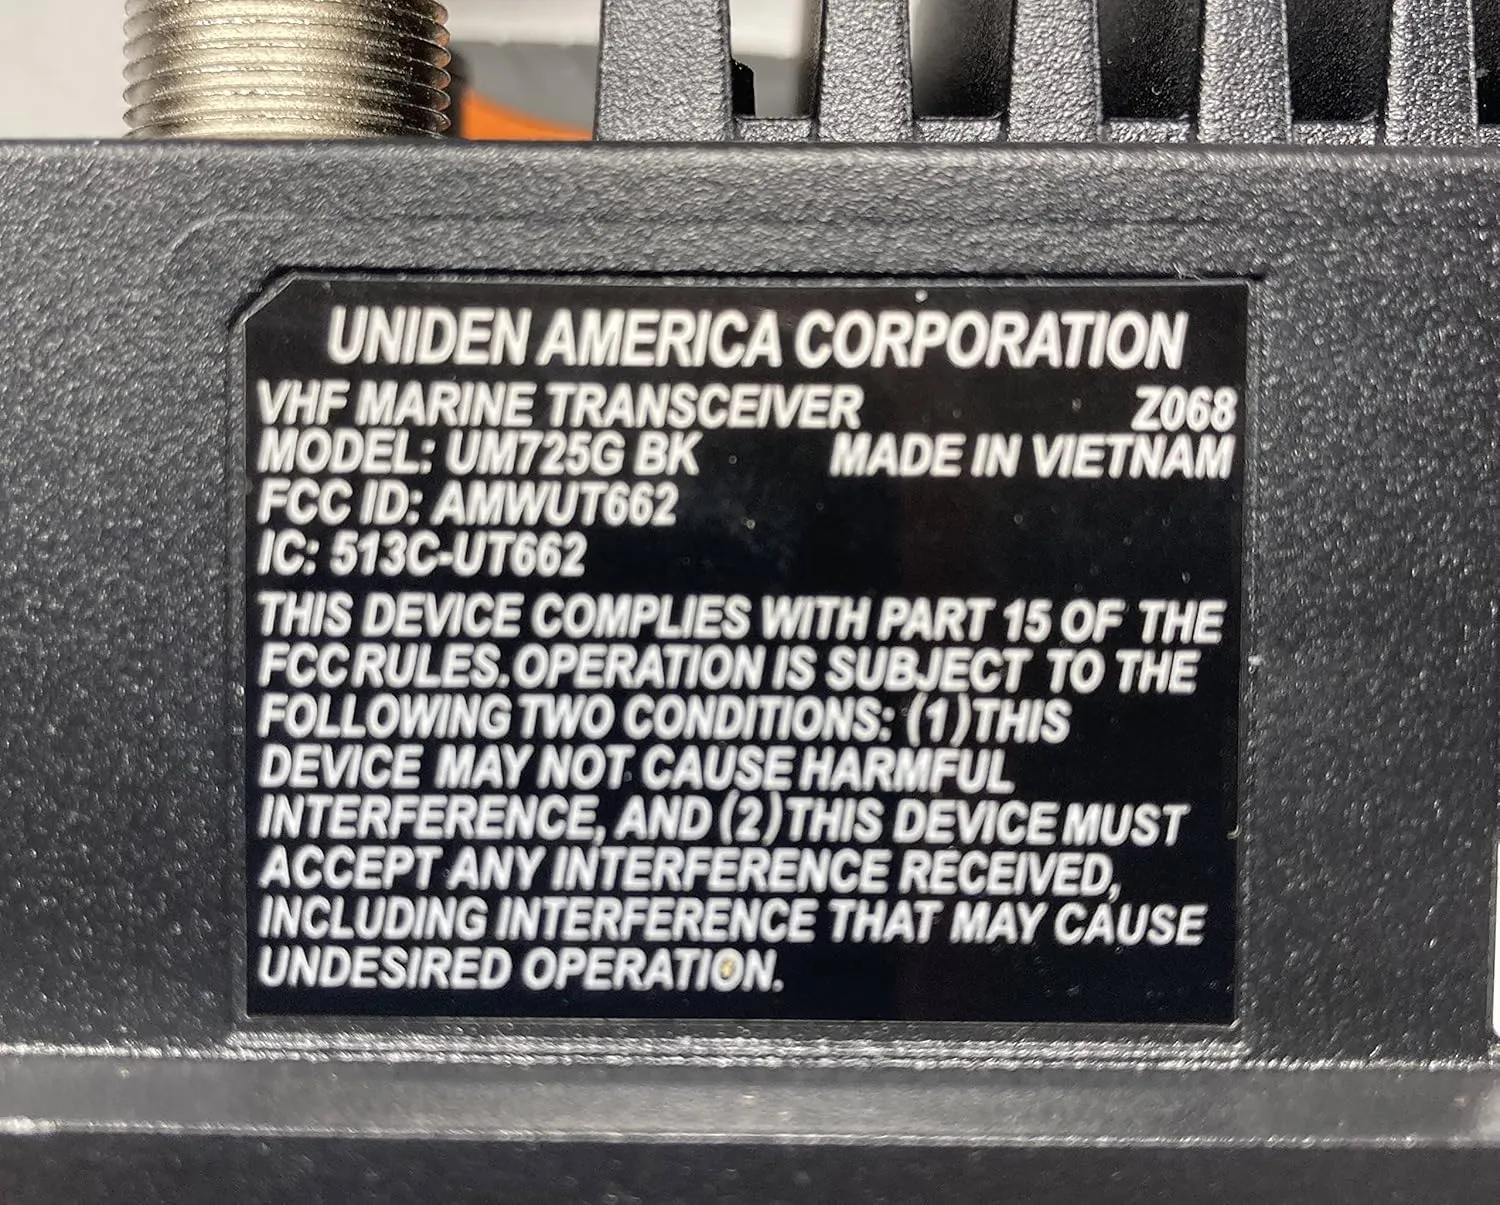 UNIDEN AMERICA CORPORATION
VHF MARINE TRANSCEIVER Z068
MODEL: UM725G BK MADE IN VIETNAM
FCC ID: AMWUT662
IC: 513C-UT662
THIS DEVICE COMPLIES WITH PART 15 OF THE
FCC RULES. OPERATION IS SUBJECT TO THE
FOLLOWING TWO CONDITIONS: (1) THIS
DEVICE MAY NOT CAUSE HARMFUL
INTERFERENCE, AND (2) THIS DEVICE MUST
ACCEPT ANY INTERFERENCE RECEIVED,
INCLUDING INTERFERENCE THAT MAY CAUSE
UNDESIRED OPERATION.